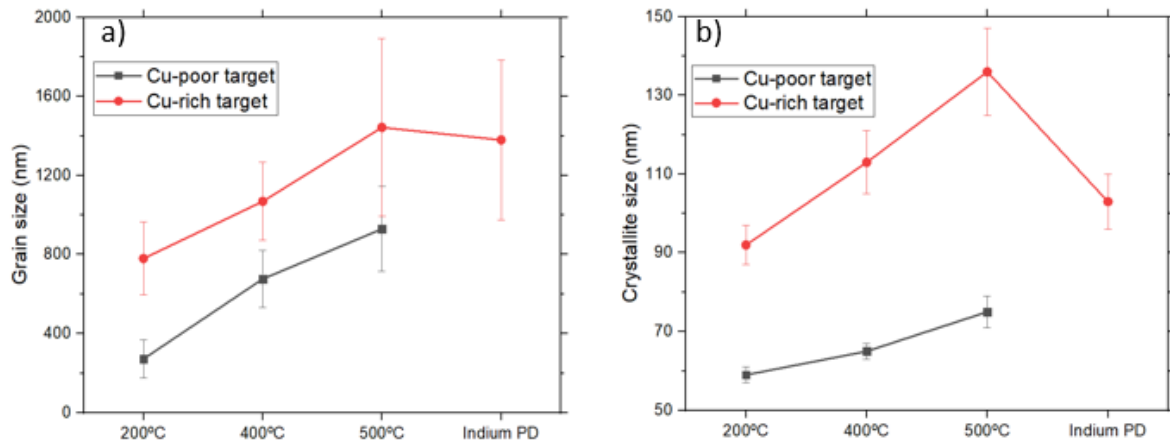 a)
Cu-poor target
Cu-rich target
Grain size (nm)
2000
1600
1200
800
400
0
200ºC 400ºC 500ºC Indium PD
b)
Cu-poor target
Cu-rich target
Crystallite size (nm)
150
130
110
90
70
50
200ºC 400ºC 500ºC Indium PD